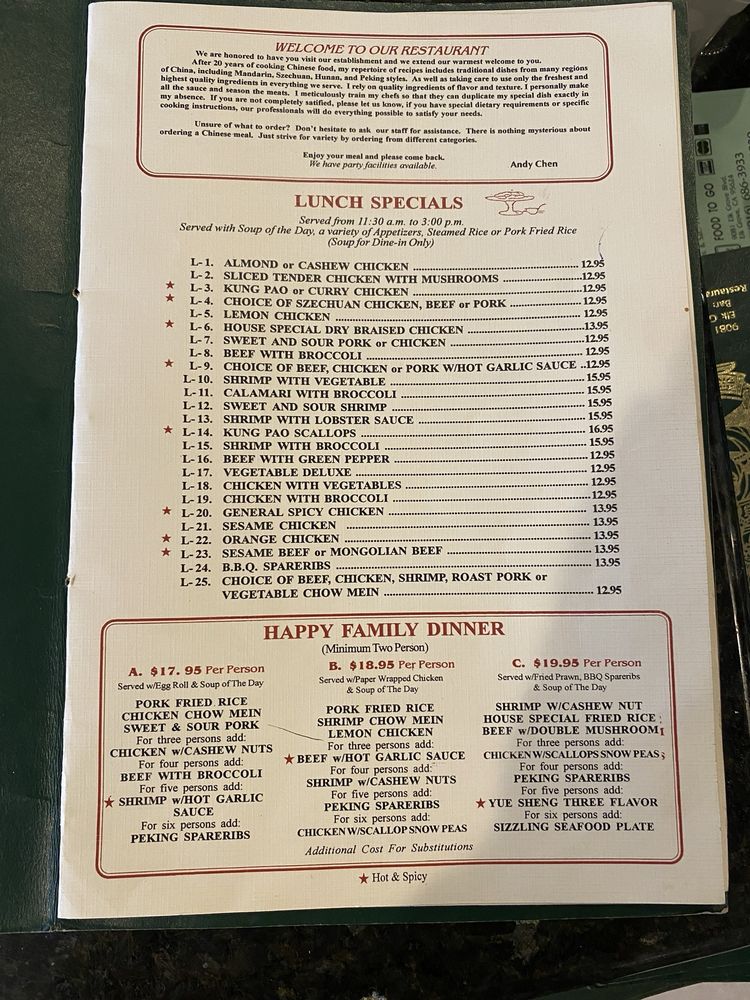 WELCOME TO OUR RESTAURANT
We are honored to have you visit our establishment and we extend our warmest welcome to you.
After 20 years of cooking Chinese food, my repertoire of recipes includes traditional dishes from many regions
of China, including Mandarin, Szechuan, Hunan, and Peking styles. As well as taking care to use only the freshest and
highest quality ingredients in everything we serve. I rely on quality ingredients of flavor and texture. I personally make
all the sauce and season the meats. I meticulously train my chefs so that they can duplicate my special dish exactly in
my absence. If you are not completely satified, please let us know, if you have special dietary requirements or specific
cooking instructions, our professionals will do everything possible to satisfy your needs.
Unsure of what to order? Don't hesitate to ask our staff for assistance. There is nothing mysterious about
ordering a Chinese meal. Just strive for variety by ordering from different categories.
Enjoy your meal and please come back.
We have party facilities available. Andy Chen
LUNCH SPECIALS
Served from 11:30 a.m. to 3:00 p.m.
Served with Soup of the Day, a variety of Appetizers, Steamed Rice or Pork Fried Rice
(Soup for Dine-in Only)
L-1. ALMOND or CASHEW CHICKEN 12.95
L-2. SLICED TENDER CHICKEN WITH MUSHROOMS 12.95
★ L-3. KUNG PAO or CURRY CHICKEN 12.95
★ L-4. CHOICE OF SZECHUAN CHICKEN, BEEF or PORK 12.95
L-5. LEMON CHICKEN 12.95
★ L-6. HOUSE SPECIAL DRY BRAISED CHICKEN 13.95
L-7. SWEET AND SOUR PORK or CHICKEN 12.95
L-8. BEEF WITH BROCCOLI 12.95
★ L-9. CHOICE OF BEEF, CHICKEN or PORK W/HOT GARLIC SAUCE ..12.95
L-10. SHRIMP WITH VEGETABLE 15.95
L-11. CALAMARI WITH BROCCOLI 15.95
L-12. SWEET AND SOUR SHRIMP 15.95
L-13. SHRIMP WITH LOBSTER SAUCE 15.95
★ L-14. KUNG PAO SCALLOPS 16.95
L-15. SHRIMP WITH BROCCOLI 15.95
L-16. BEEF WITH GREEN PEPPER 12.95
L-17. VEGETABLE DELUXE 12.95
L-18. CHICKEN WITH VEGETABLES 12.95
L-19. CHICKEN WITH BROCCOLI 12.95
★ L-20. GENERAL SPICY CHICKEN 13.95
L-21. SESAME CHICKEN 13.95
★ L-22. ORANGE CHICKEN 13.95
★ L-23. SESAME BEEF or MONGOLIAN BEEF 13.95
L-24. B.B.Q. SPARERIBS 13.95
L-25. CHOICE OF BEEF, CHICKEN, SHRIMP, ROAST PORK or
VEGETABLE CHOW MEIN 12.95
HAPPY FAMILY DINNER
(Minimum Two Person)
A. $17.95 Per Person
Served w/Egg Roll & Soup of The Day
PORK FRIED RICE
CHICKEN CHOW MEIN
SWEET & SOUR PORK
For three persons add:
CHICKEN w/CASHEW NUTS
For four persons add:
BEEF WITH BROCCOLI
For five persons add:
★ SHRIMP w/HOT GARLIC
SAUCE
For six persons add:
PEKING SPARERIBS
B. $18.95 Per Person
Served w/Paper Wrapped Chicken
& Soup of The Day
PORK FRIED RICE
SHRIMP CHOW MEIN
LEMON CHICKEN
For three persons add:
★ BEEF w/HOT GARLIC SAUCE
For four persons add:
SHRIMP w/CASHEW NUTS
For five persons add:
PEKING SPARERIBS
For six persons add:
CHICKEN W/SCALLOP SNOW PEAS
C. $19.95 Per Person
Served w/Fried Prawn, BBQ Spareribs
& Soup of The Day
SHRIMP W/CASHEW NUT
HOUSE SPECIAL FRIED RICE
BEEF w/DOUBLE MUSHROOM
For three persons add:
CHICKEN W/SCALLOPS SNOW PEAS
For four persons add:
PEKING SPARERIBS
For five persons add:
★ YUE SHENG THREE FLAVOR
For six persons add:
SIZZLING SEAFOOD PLATE
Additional Cost For Substitutions
★ Hot & Spicy
FOOD TO GO
Elk Grove Blvd.
CA 95624
686-3933
9081
Elk G
Restaura